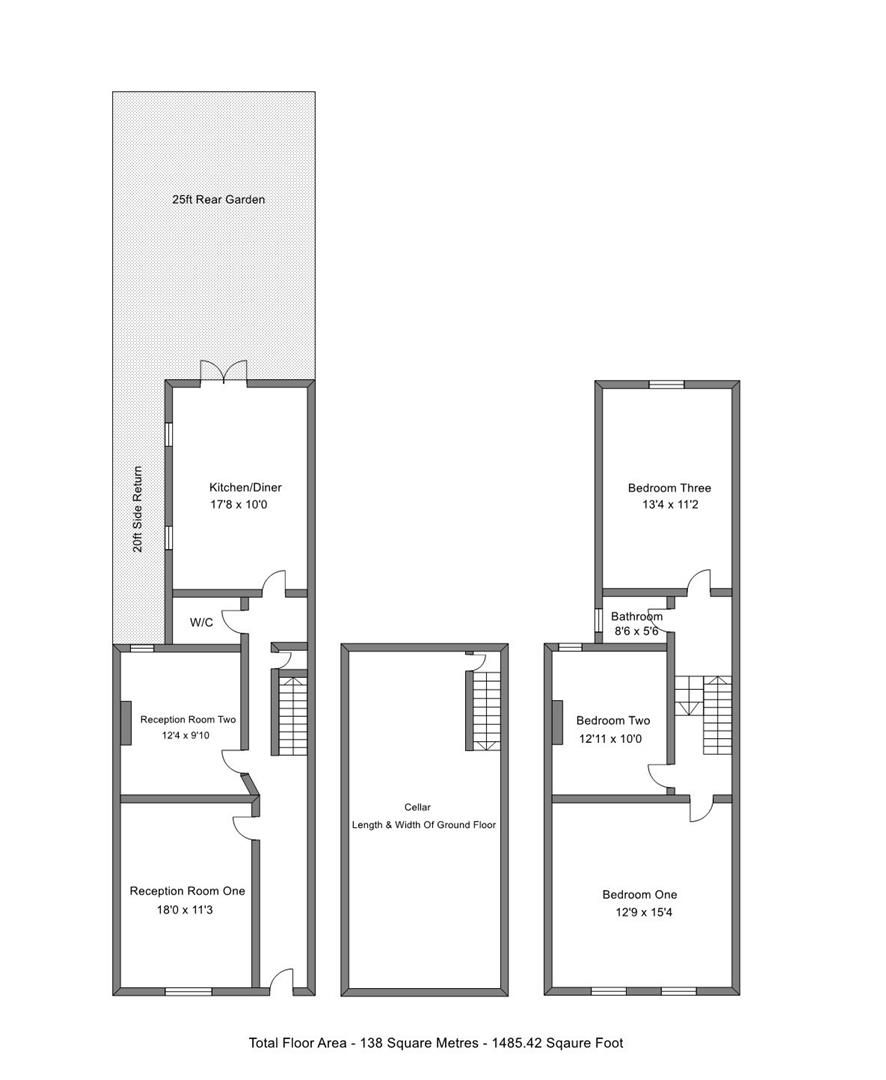 25ft Rear Garden
20ft Side Return
Kitchen/Diner
17'8 x 10'0
W/C
Reception Room Two
12'4 x 9'10
Reception Room One
18'0 x 11'3
Cellar
Length & Width Of Ground Floor
Bedroom Three
13'4 x 11'2
Bathroom
8'6 x 5'6
Bedroom Two
12'11 x 10'0
Bedroom One
12'9 x 15'4
Total Floor Area - 138 Square Metres - 1485.42 Sqaure Foot